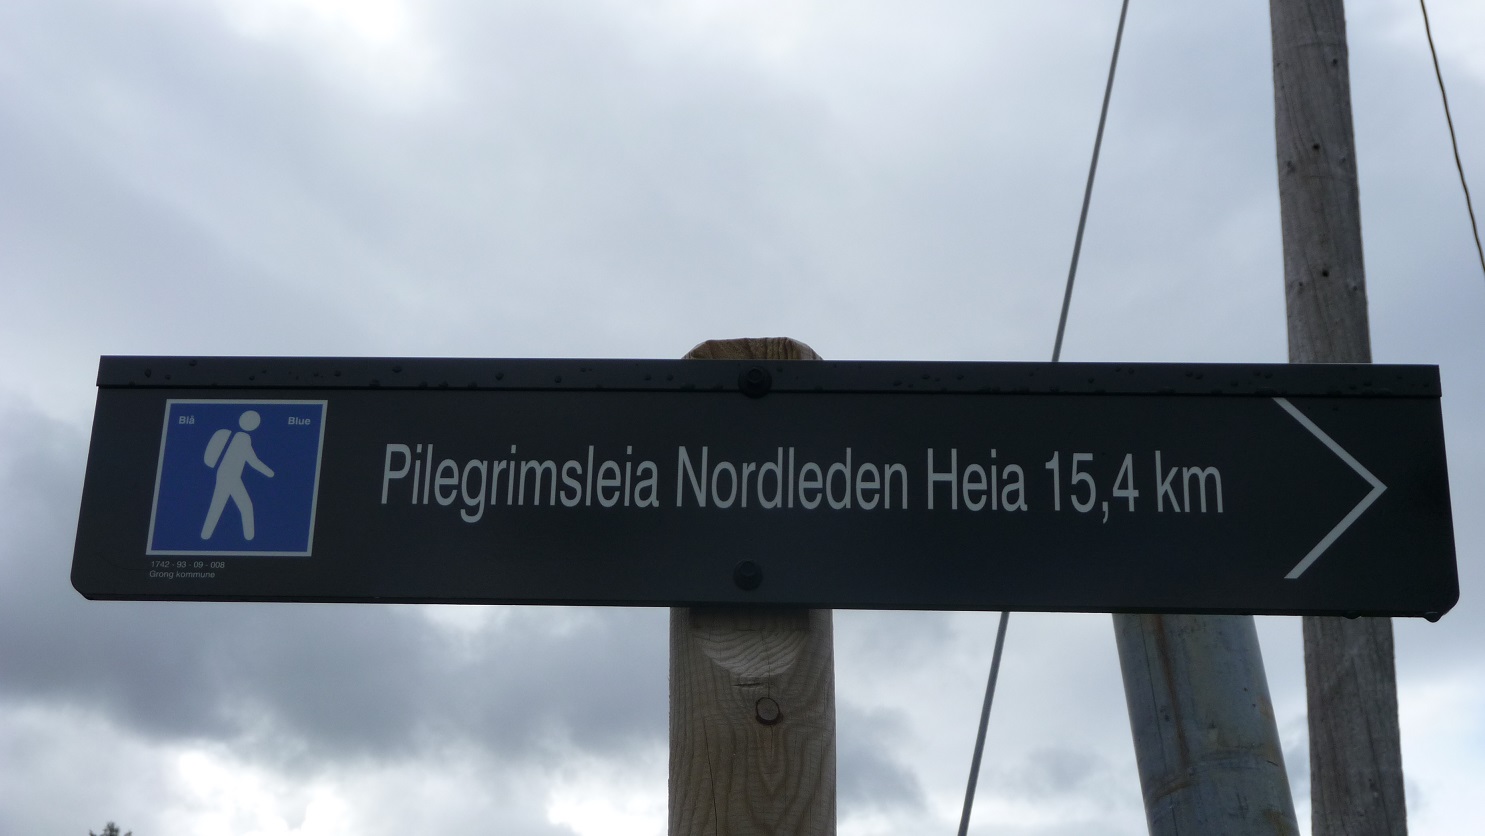 Blå Blue
Pilegrimsleia Nordleden Heia 15,4 km
1742 - 93 - 09 - 008
Grong kommune